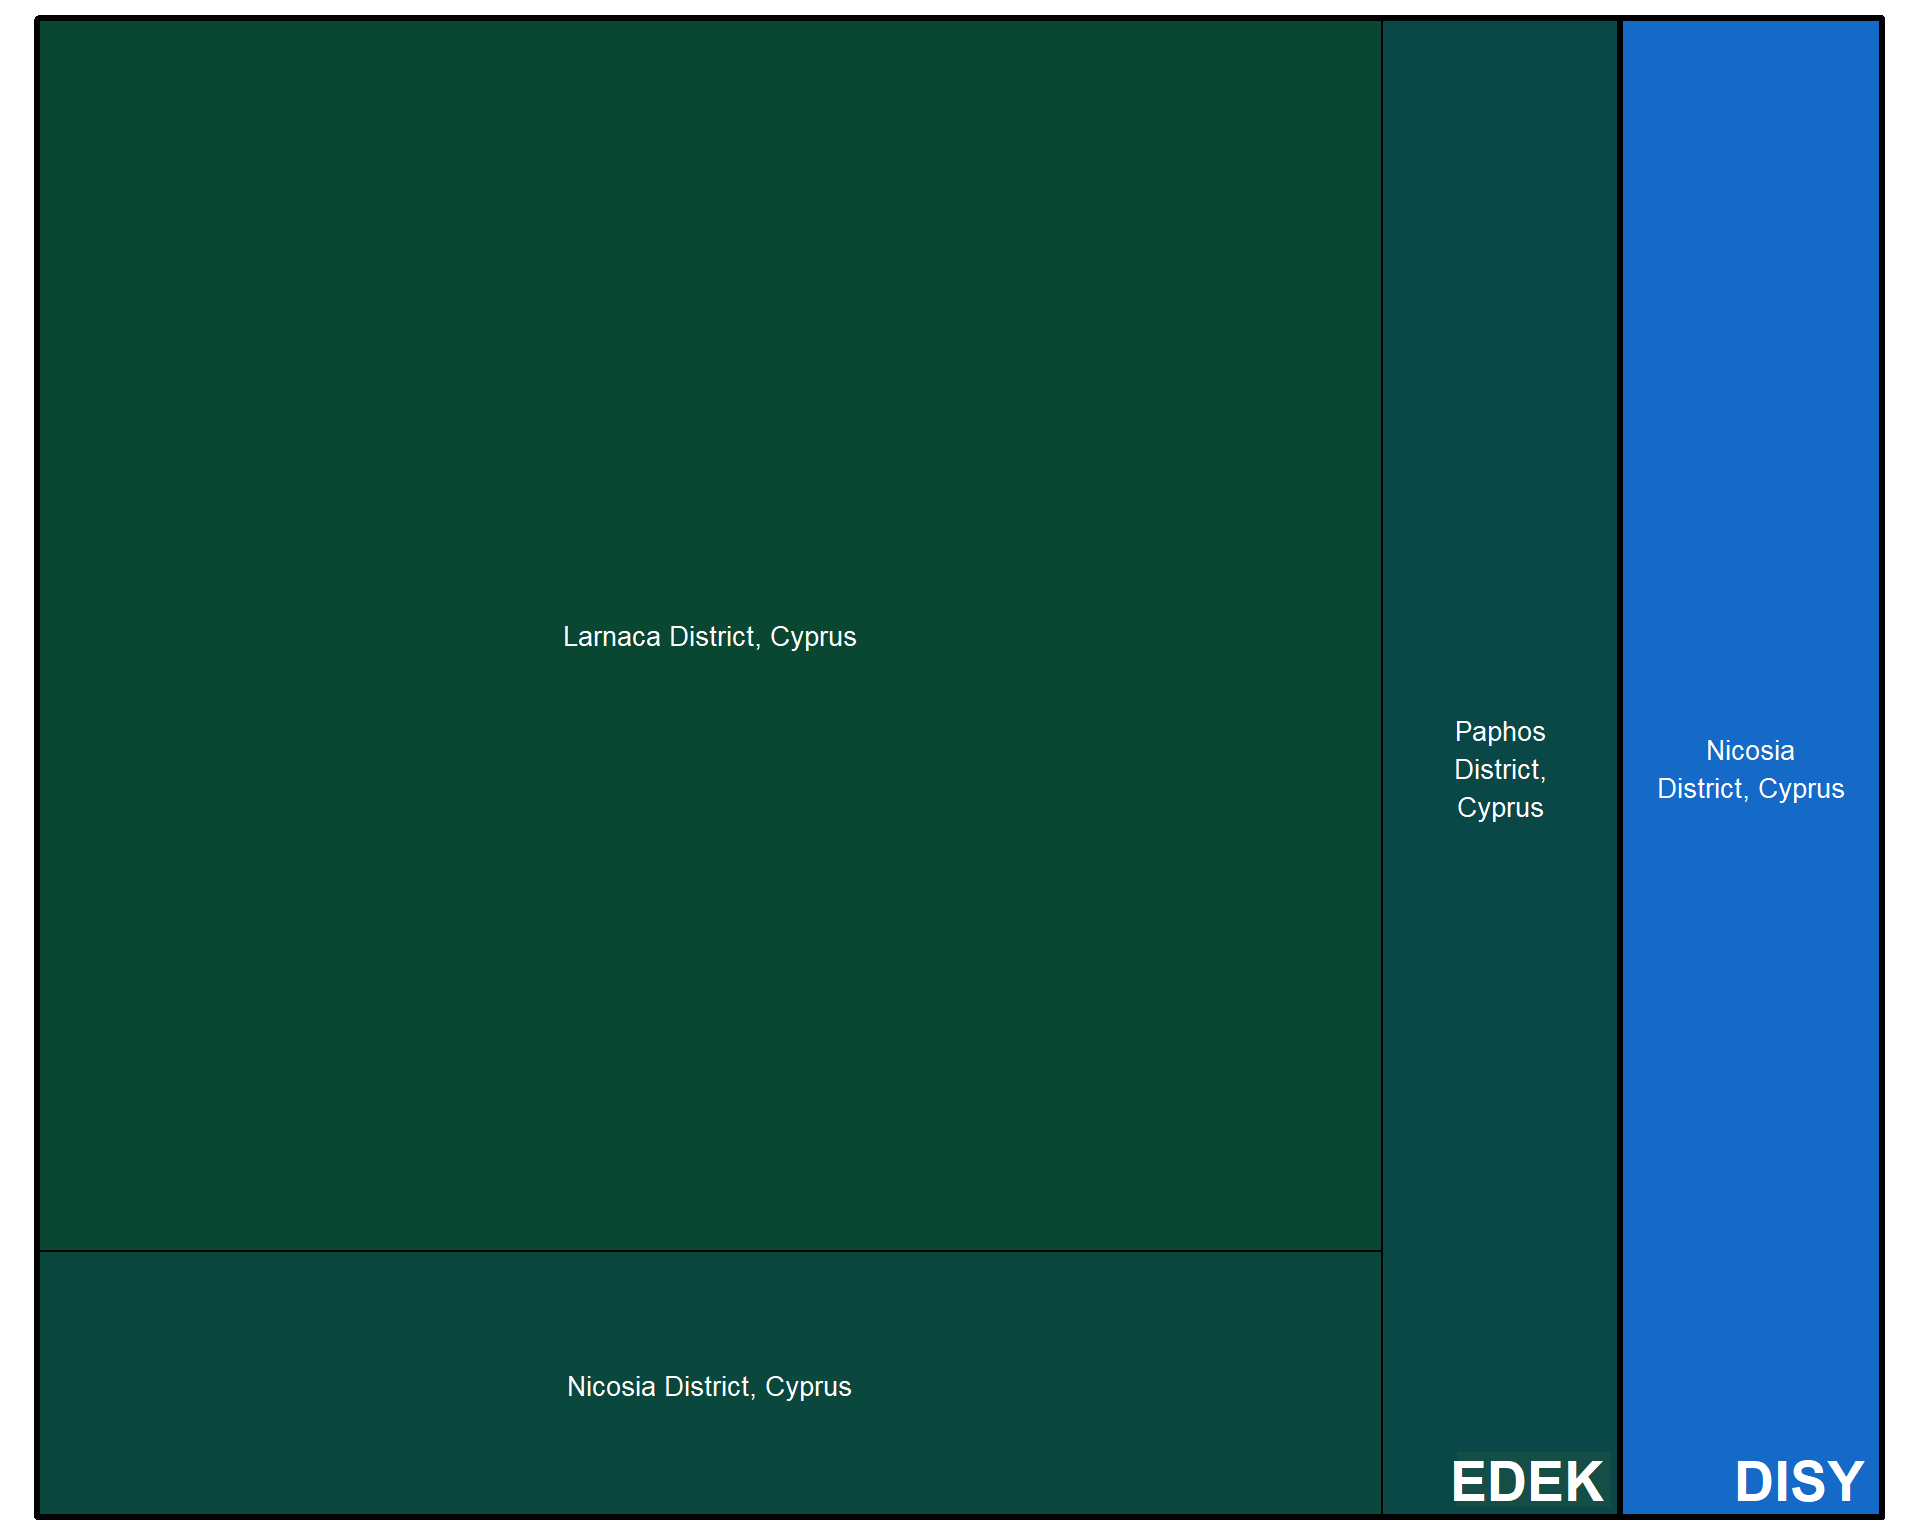 Larnaca District, Cyprus
Nicosia District, Cyprus
Paphos
District,
Cyprus
EDEK
Nicosia
District, Cyprus
DISY